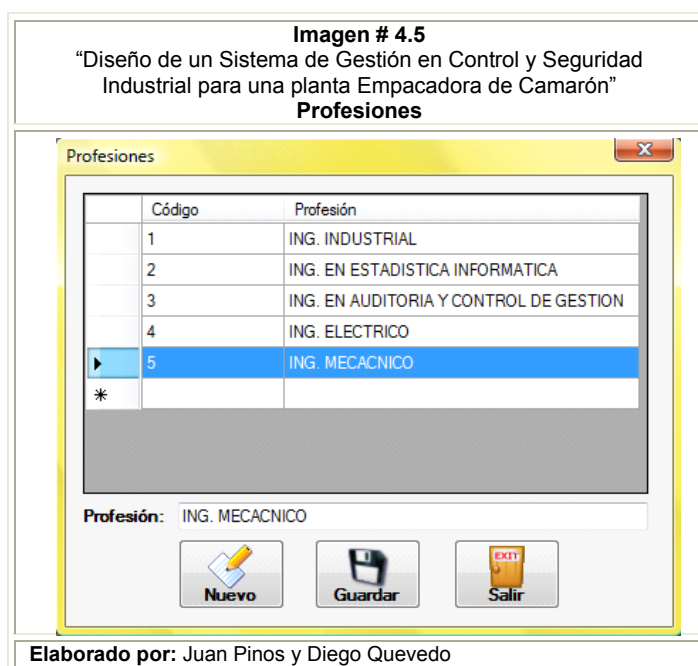 Imagen # 4.5
“Diseño de un Sistema de Gestión en Control y Seguridad
Industrial para una planta Empacadora de Camarón”
Profesiones
Profesiones
Código Profesión
1 ING. INDUSTRIAL
2 ING. EN ESTADISTICA INFORMATICA
3 ING. EN AUDITORIA Y CONTROL DE GESTION
4 ING. ELECTRICO
5 ING. MECACNICO
Profesión: ING. MECACNICO
EXIT
Nuevo Guardar Salir
Elaborado por: Juan Pinos y Diego Quevedo